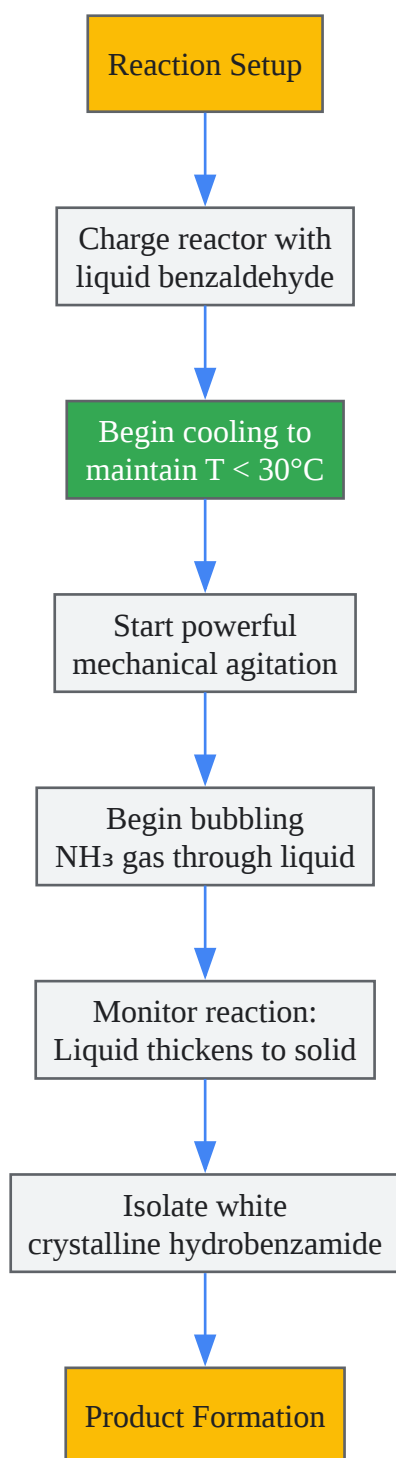 Reaction Setup
Charge reactor with
liquid benzaldehyde
Begin cooling to
maintain T < 30°C
Start powerful
mechanical agitation
Begin bubbling
NH₃ gas through liquid
Monitor reaction:
Liquid thickens to solid
Isolate white
crystalline hydrobenzamide
Product Formation